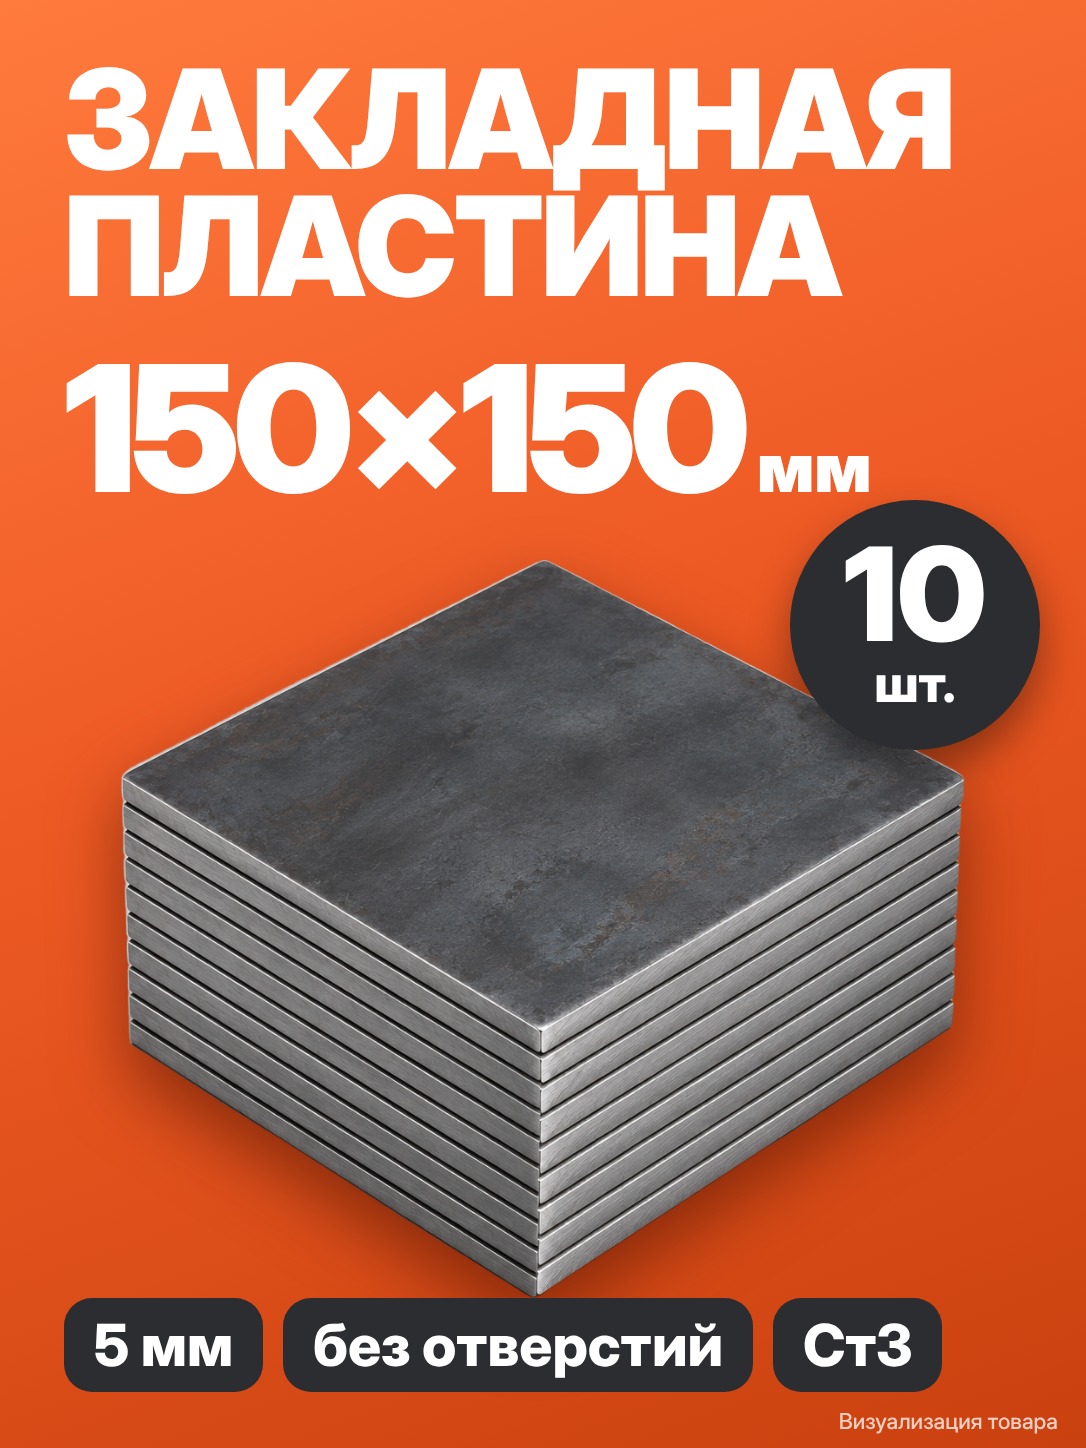 ЗАКЛАДНАЯ
ПЛАСТИНА
150×150 мм
10
шт.
5 мм
без отверстий
Ст3
Визуализация товара